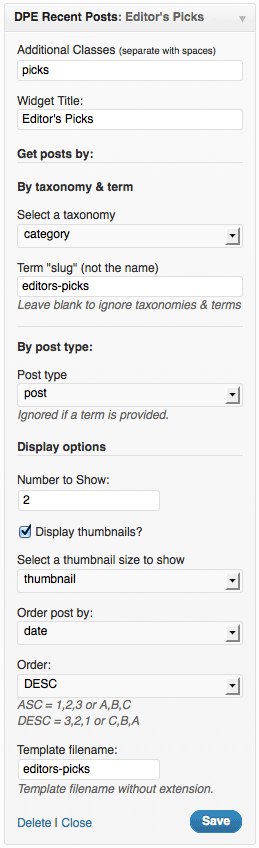 DPE Recent Posts: Editor's Picks
Additional Classes (separate with spaces)
picks
Widget Title:
Editor's Picks
Get posts by:
By taxonomy & term
Select a taxonomy
category
Term "slug" (not the name)
editors-picks
Leave blank to ignore taxonomies & terms
By post type:
Post type
post
Ignored if a term is provided.
Display options
Number to Show:
2
Display thumbnails?
Select a thumbnail size to show
thumbnail
Order post by:
date
Order:
DESC
ASC = 1,2,3 or A,B,C
DESC = 3,2,1 or C,B,A
Template filename:
editors-picks
Template filename without extension.
Delete | Close
Save